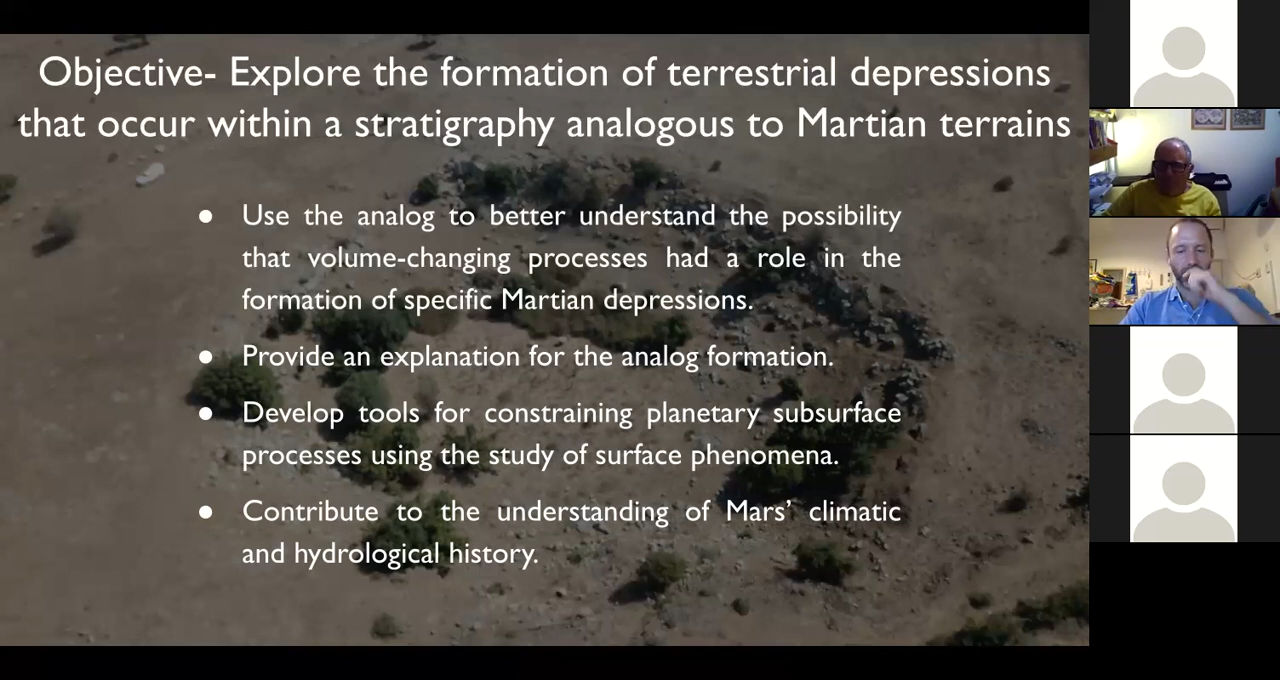 Objective- Explore the formation of terrestrial depressions
that occur within a stratigraphy analogous to Martian terrains
● Use the analog to better understand the possibility
that volume-changing processes had a role in the
formation of specific Martian depressions.
● Provide an explanation for the analog formation.
● Develop tools for constraining planetary subsurface
processes using the study of surface phenomena.
● Contribute to the understanding of Mars’ climatic
and hydrological history.